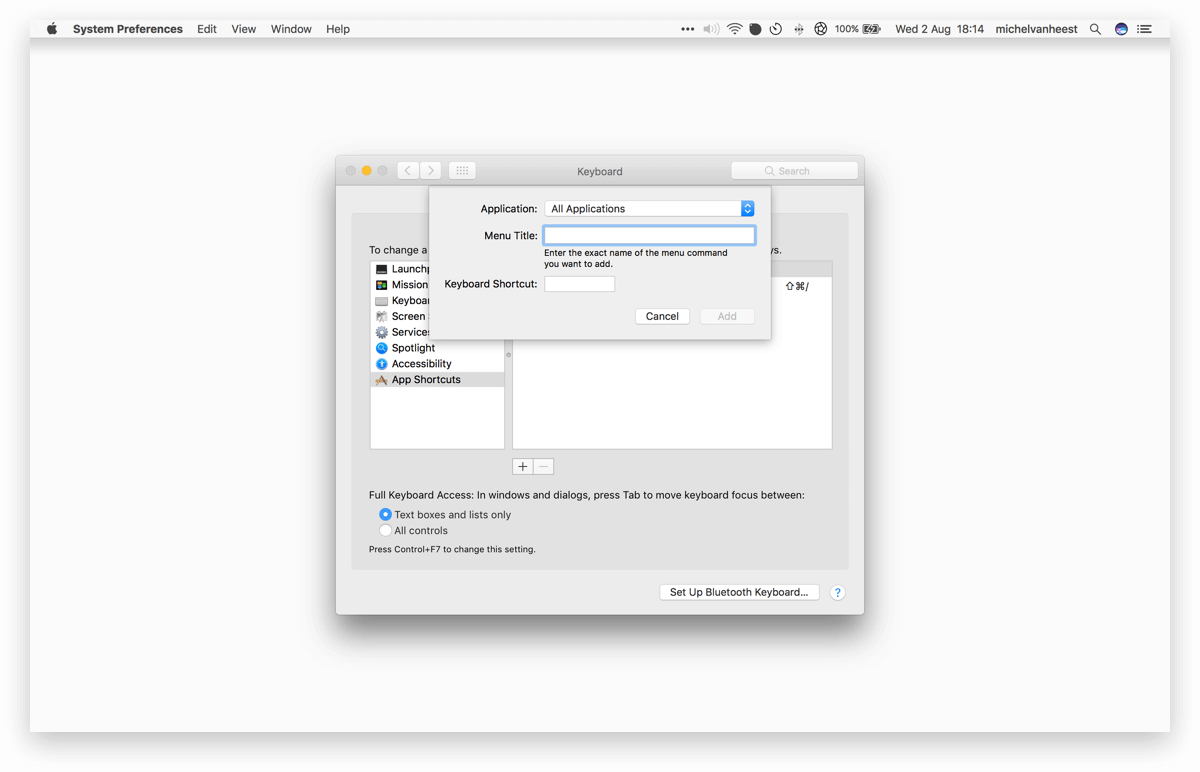 System Preferences Edit View Window Help 100% Wed 2 Aug 18:14 michelvanheest
Keyboard Search
Application: All Applications
Menu Title:
Enter the exact name of the menu command
you want to add.
Keyboard Shortcut:
Cancel Add
To change a
ys.
Launchp
Mission
⇧⌘/
Keyboar
Screen
Services
Spotlight
Accessibility
App Shortcuts
Full Keyboard Access: In windows and dialogs, press Tab to move keyboard focus between:
Text boxes and lists only
All controls
Press Control+F7 to change this setting.
Set Up Bluetooth Keyboard... ?